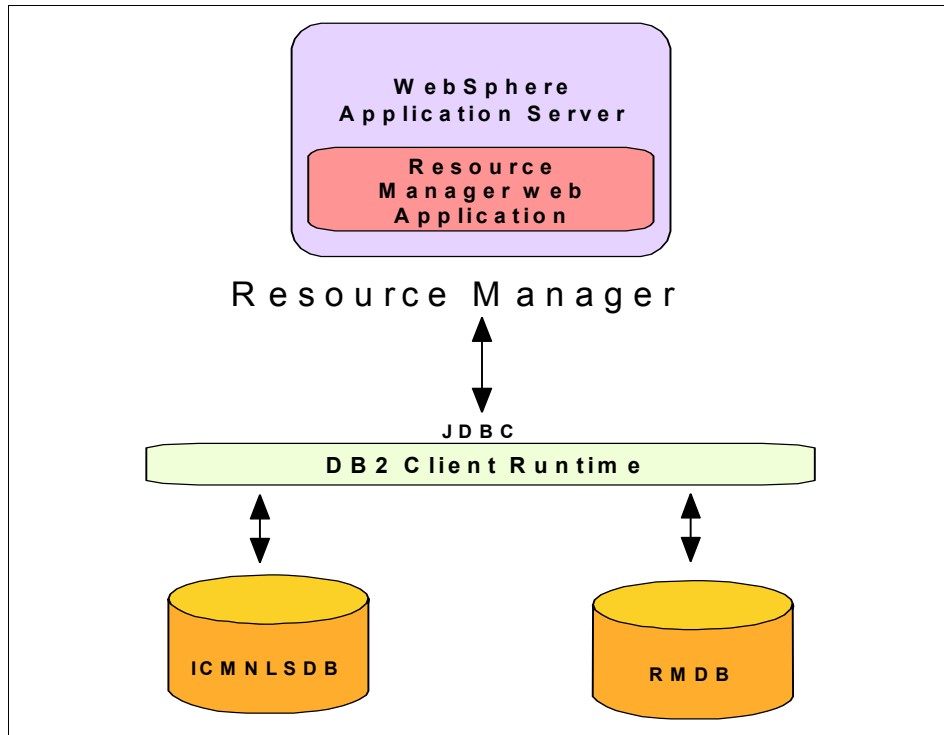 WebSphere
Application Server
Resource
Manager web
Application
Resource Manager
JDBC
DB2 Client Runtime
ICMNLSDB
RMDB